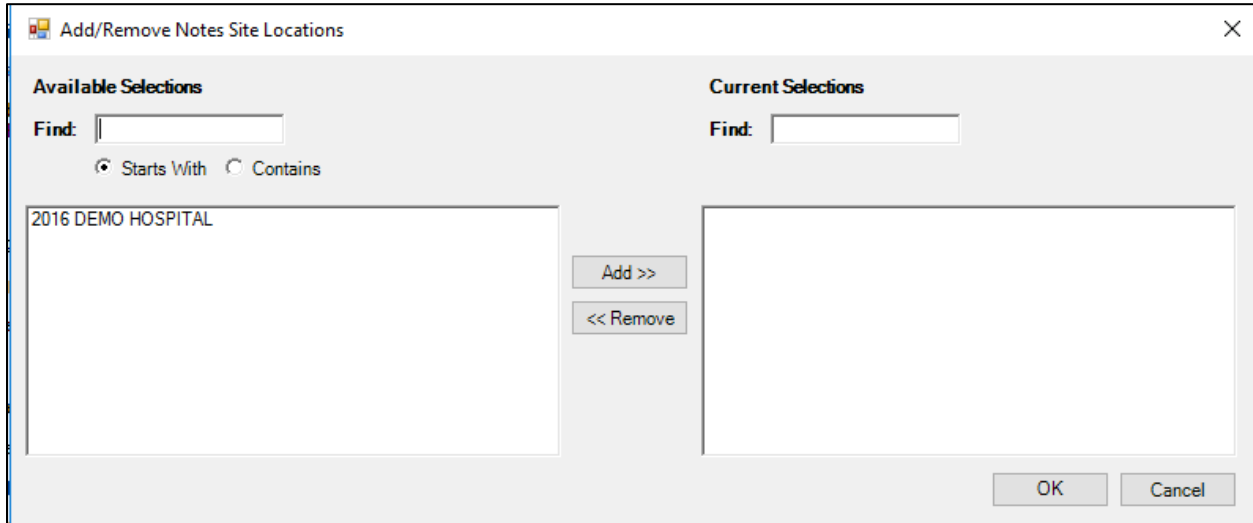 Add/Remove Notes Site Locations
Available Selections
Find:
Starts With Contains
2016 DEMO HOSPITAL
Add >>
<< Remove
Current Selections
Find:
OK Cancel